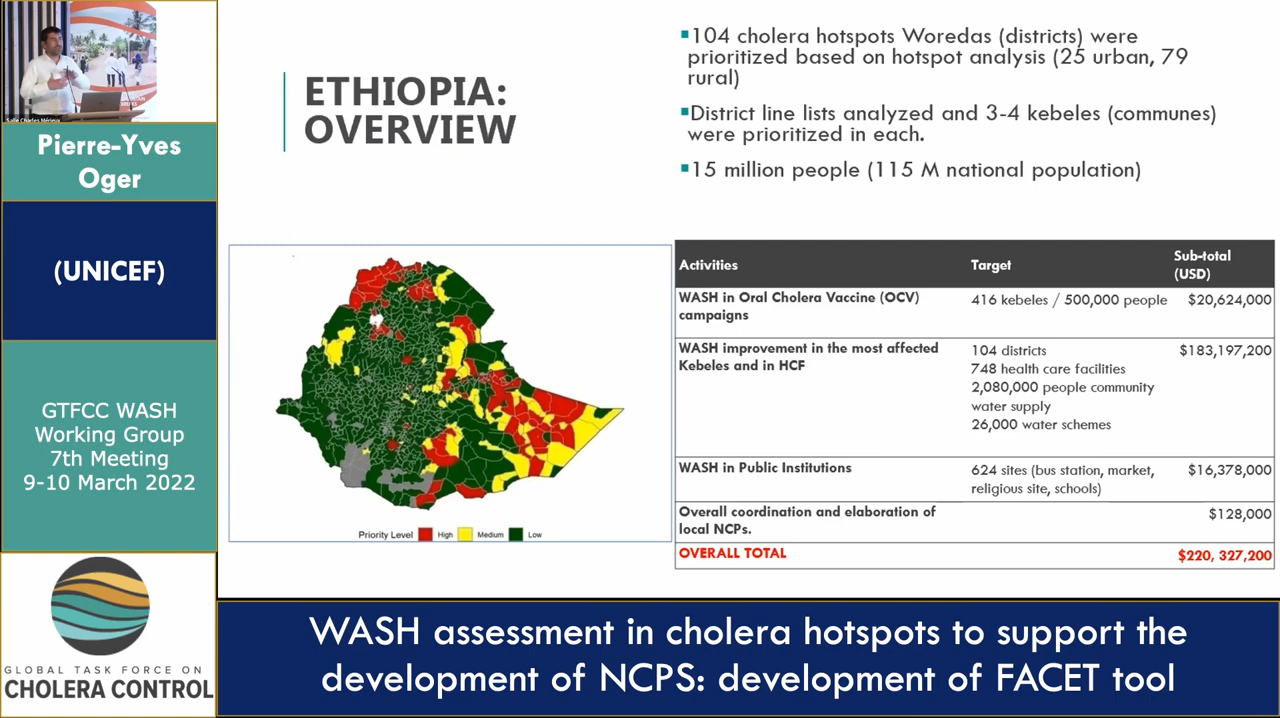 Salle Charles Mérieux
Pierre-Yves
Oger
(UNICEF)
GTFCC WASH
Working Group
7th Meeting
9-10 March 2022
GLOBAL TASK FORCE ON
CHOLERA CONTROL
ETHIOPIA:
OVERVIEW
▪104 cholera hotspots Woredas (districts) were
prioritized based on hotspot analysis (25 urban, 79
rural)
▪District line lists analyzed and 3-4 kebeles (communes)
were prioritized in each.
▪15 million people (115 M national population)
Priority Level High Medium Low
Activities Target Sub-total
(USD)
WASH in Oral Cholera Vaccine (OCV) 416 kebeles / 500,000 people $20,624,000
campaigns
WASH improvement in the most affected 104 districts $183,197,200
Kebeles and in HCF 748 health care facilities
2,080,000 people community
water supply
26,000 water schemes
WASH in Public Institutions 624 sites (bus station, market, $16,378,000
religious site, schools)
Overall coordination and elaboration of $128,000
local NCPs.
OVERALL TOTAL $220, 327,200
WASH assessment in cholera hotspots to support the
development of NCPS: development of FACET tool